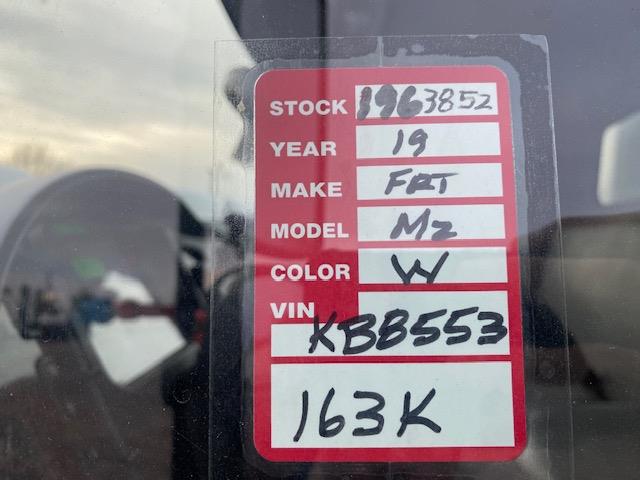 STOCK 1963852
YEAR 19
MAKE FRT
MODEL M2
COLOR W
VIN
KB8553
163K